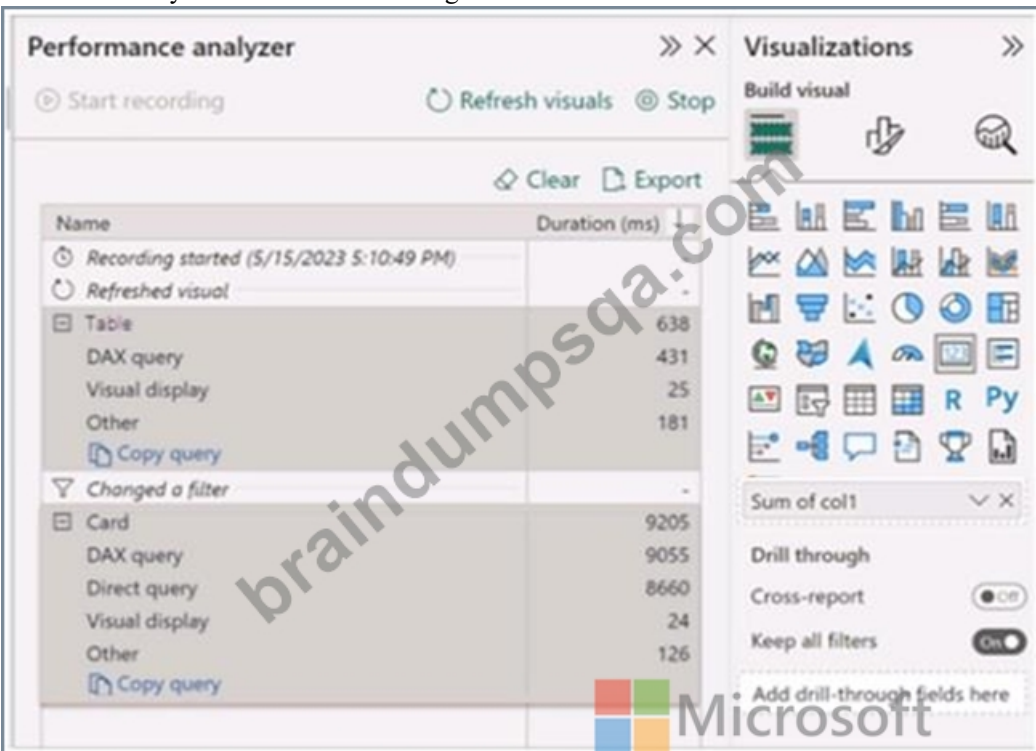 Performance analyzer
Start recording
Refresh visuals
Stop
Clear
Export
Name
Duration (ms)
Recording started (5/15/2023 5:10:49 PM)
Refreshed visual
-
Table
638
DAX query
431
Visual display
25
Other
181
Copy query
Changed a filter
-
Card
9205
DAX query
9055
Direct query
8660
Visual display
24
Other
126
Copy query
Visualizations
Build visual
123
R
Py
Sum of col1
Drill through
Cross-report
Off
Keep all filters
On
Add drill-through fields here
braindumpsqa.com
Microsoft